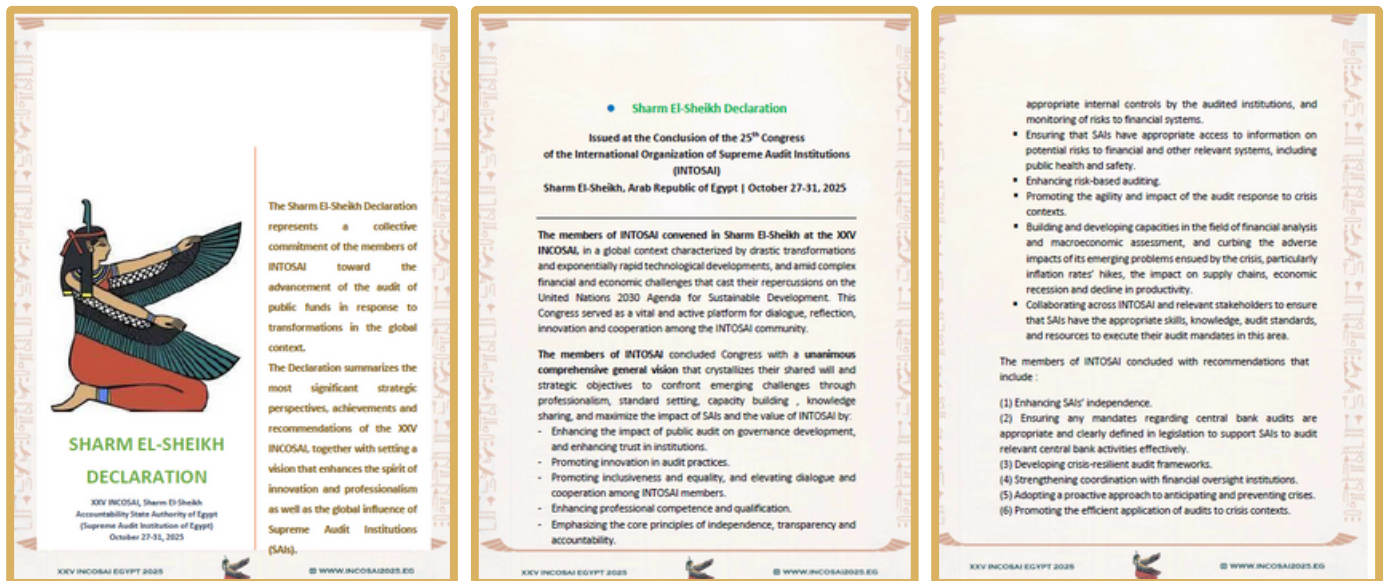 The Sharm El-Sheikh Declaration
represents a collective
commitment of the members of
INTOSAI toward the
advancement of the audit of
public funds in response to
transformations in the global
context.
The Declaration summarizes the
most significant strategic
perspectives, achievements and
recommendations of the XXV
INCOSAI, together with setting a
vision that enhances the spirit of
innovation and professionalism
as well as the global influence of
Supreme Audit Institutions
(SAIs).
SHARM EL-SHEIKH
DECLARATION
XXV INCOSAI, Sharm El-Sheikh
Accountability State Authority of Egypt
(Supreme Audit Institution of Egypt)
October 27-31, 2025
XXV INCOSAI EGYPT 2025
WWW.INCOSAI2025.EG
• Sharm El-Sheikh Declaration
Issued at the Conclusion of the 25th Congress
of the International Organization of Supreme Audit Institutions
(INTOSAI)
Sharm El-Sheikh, Arab Republic of Egypt | October 27-31, 2025
The members of INTOSAI convened in Sharm El-Sheikh at the XXV
INCOSAI, in a global context characterized by drastic transformations
and exponentially rapid technological developments, and amid complex
financial and economic challenges that cast their repercussions on the
United Nations 2030 Agenda for Sustainable Development. This
Congress served as a vital and active platform for dialogue, reflection,
innovation and cooperation among the INTOSAI community.
The members of INTOSAI concluded Congress with a unanimous
comprehensive general vision that crystallizes their shared will and
strategic objectives to confront emerging challenges through
professionalism, standard setting, capacity building , knowledge
sharing, and maximize the impact of SAIs and the value of INTOSAI by:
- Enhancing the impact of public audit on governance development,
and enhancing trust in institutions.
- Promoting innovation in audit practices.
- Promoting inclusiveness and equality, and elevating dialogue and
cooperation among INTOSAI members.
- Enhancing professional competence and qualification.
- Emphasizing the core principles of independence, transparency and
accountability.
XXV INCOSAI EGYPT 2025
WWW.INCOSAI2025.EG
appropriate internal controls by the audited institutions, and
monitoring of risks to financial systems.
▪ Ensuring that SAIs have appropriate access to information on
potential risks to financial and other relevant systems, including
public health and safety.
▪ Enhancing risk-based auditing.
▪ Promoting the agility and impact of the audit response to crisis
contexts.
▪ Building and developing capacities in the field of financial analysis
and macroeconomic assessment, and curbing the adverse
impacts of its emerging problems ensued by the crisis, particularly
inflation rates' hikes, the impact on supply chains, economic
recession and decline in productivity.
▪ Collaborating across INTOSAI and relevant stakeholders to ensure
that SAIs have the appropriate skills, knowledge, audit standards,
and resources to execute their audit mandates in this area.
The members of INTOSAI concluded with recommendations that
include :
(1) Enhancing SAIs' independence.
(2) Ensuring any mandates regarding central bank audits are
appropriate and clearly defined in legislation to support SAIs to audit
relevant central bank activities effectively.
(3) Developing crisis-resilient audit frameworks.
(4) Strengthening coordination with financial oversight institutions.
(5) Adopting a proactive approach to anticipating and preventing crises.
(6) Promoting the efficient application of audits to crisis contexts.
XXV INCOSAI EGYPT 2025
WWW.INCOSAI2025.EG